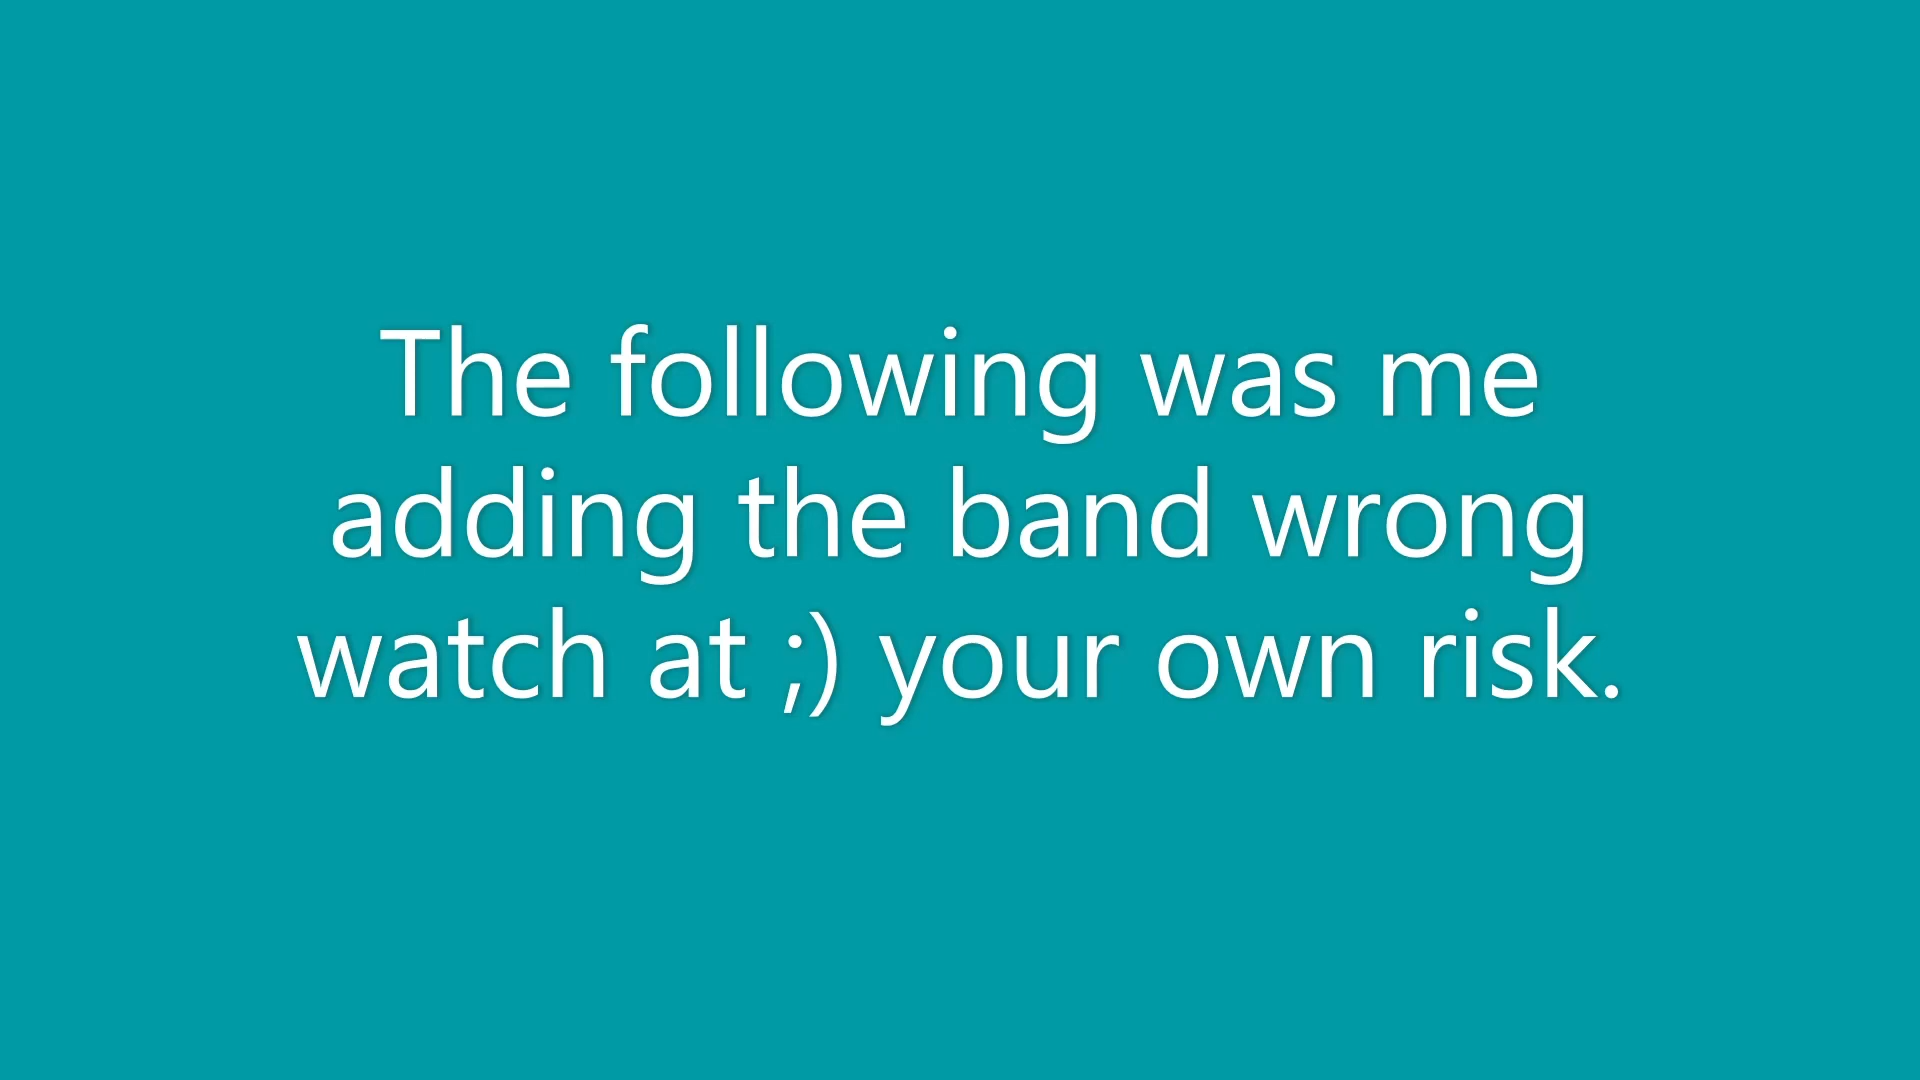 The following was me
adding the band wrong
watch at ;) your own risk.